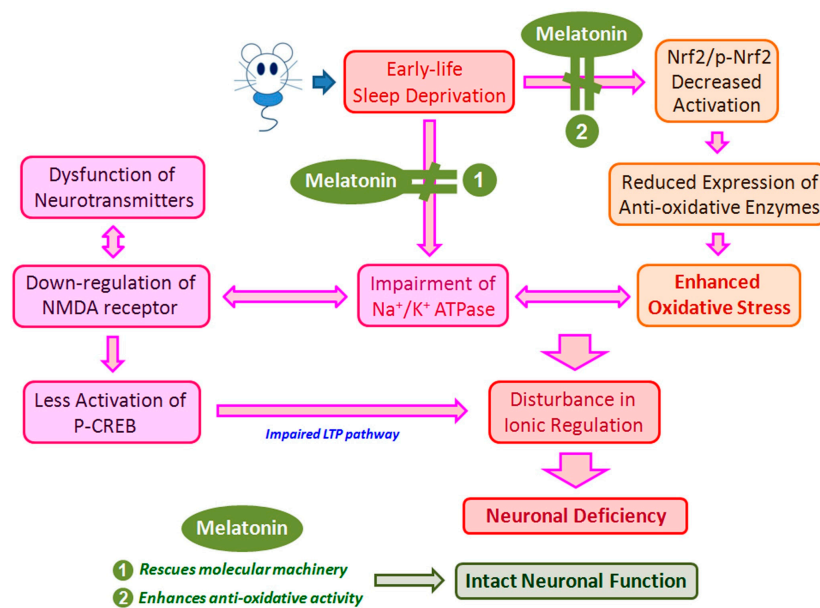 Melatonin
2
Early-life
Sleep Deprivation
Nrf2/p-Nrf2
Decreased
Activation
Melatonin
1
Dysfunction of
Neurotransmitters
Reduced Expression of
Anti-oxidative Enzymes
Down-regulation of
NMDA receptor
Impairment of
Na⁺/K⁺ ATPase
Enhanced
Oxidative Stress
Less Activation of
P-CREB
Impaired LTP pathway
Disturbance in
Ionic Regulation
Neuronal Deficiency
Melatonin
1 Rescues molecular machinery
2 Enhances anti-oxidative activity
Intact Neuronal Function